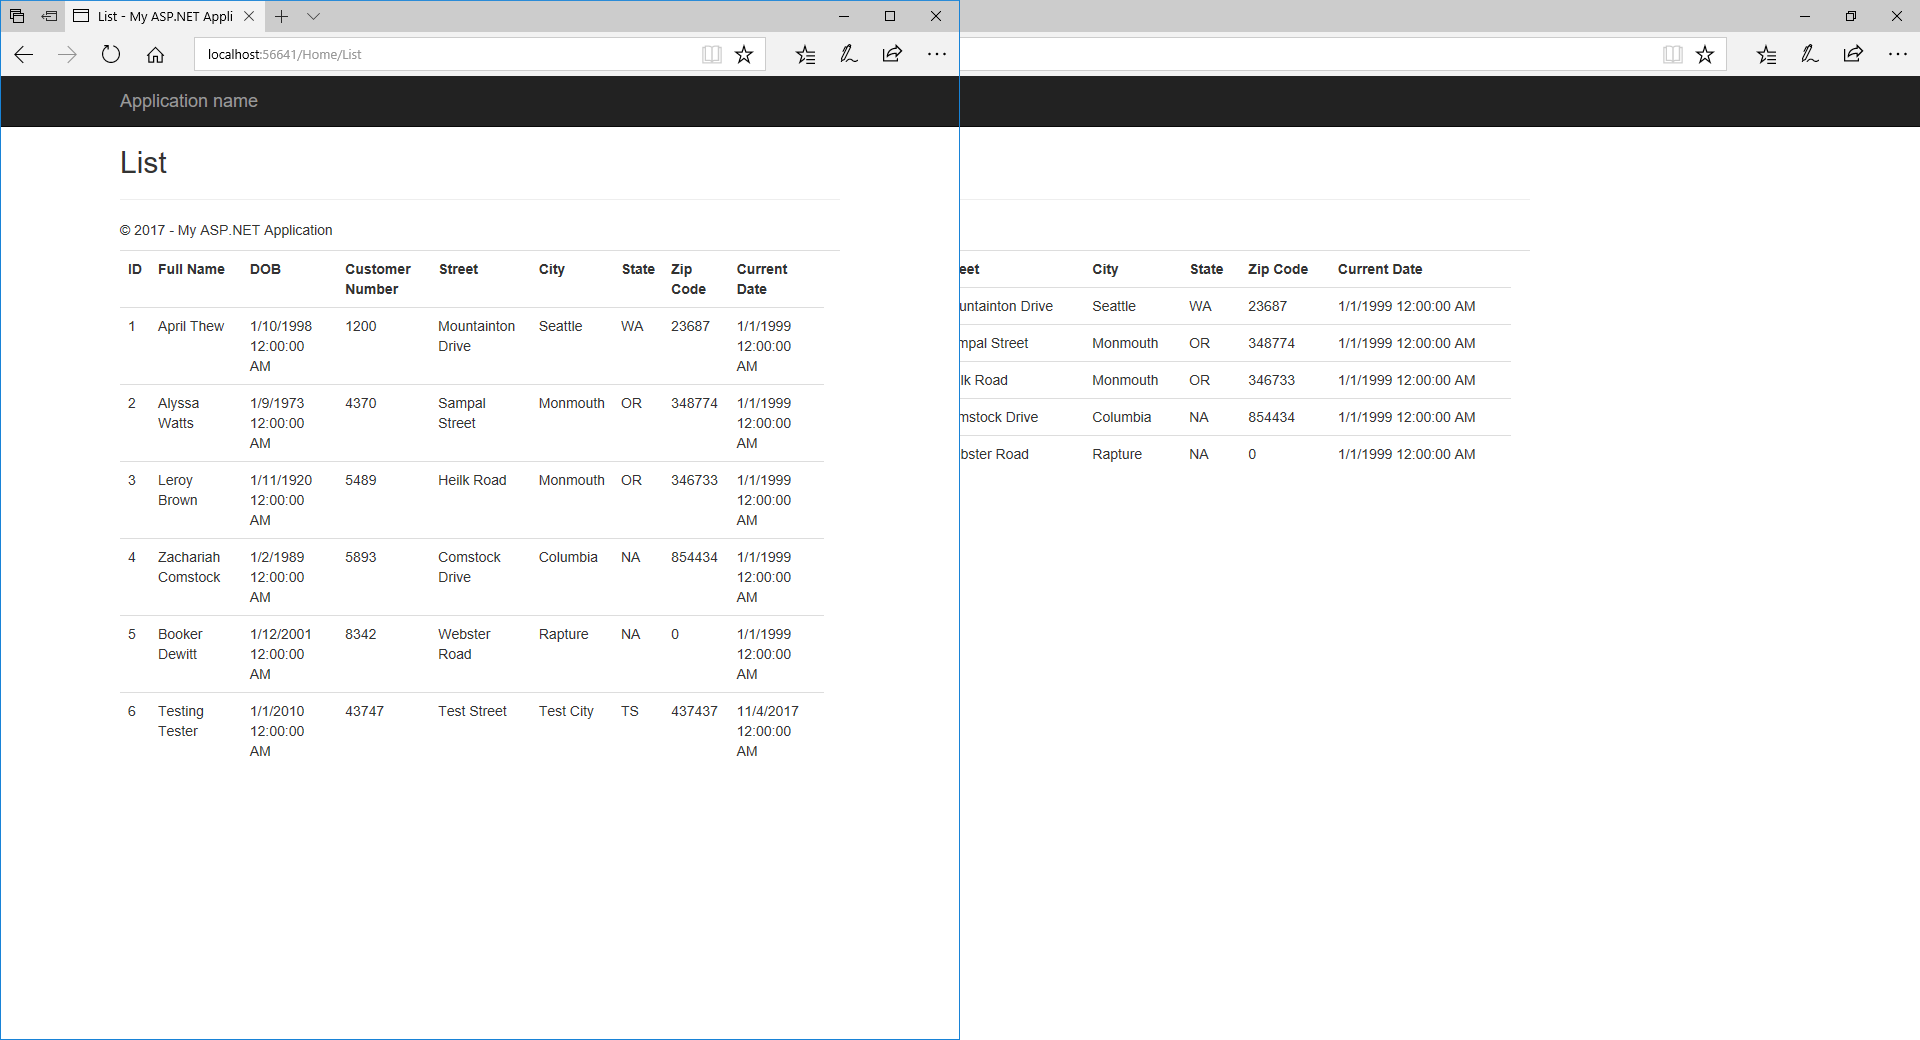 List - My ASP.NET Appli
localhost:56641/Home/List
Application name
List
© 2017 - My ASP.NET Application
ID Full Name DOB Customer Number Street City State Zip Code Current Date
1 April Thew 1/10/1998 12:00:00 AM 1200 Mountainton Drive Seattle WA 23687 1/1/1999 12:00:00 AM
2 Alyssa Watts 1/9/1973 12:00:00 AM 4370 Sampal Street Monmouth OR 348774 1/1/1999 12:00:00 AM
3 Leroy Brown 1/11/1920 12:00:00 AM 5489 Heilk Road Monmouth OR 346733 1/1/1999 12:00:00 AM
4 Zachariah Comstock 1/2/1989 12:00:00 AM 5893 Comstock Drive Columbia NA 854434 1/1/1999 12:00:00 AM
5 Booker Dewitt 1/12/2001 12:00:00 AM 8342 Webster Road Rapture NA 0 1/1/1999 12:00:00 AM
6 Testing Tester 1/1/2010 12:00:00 AM 43747 Test Street Test City TS 437437 11/4/2017 12:00:00 AM
eet City State Zip Code Current Date
untainton Drive Seattle WA 23687 1/1/1999 12:00:00 AM
mpal Street Monmouth OR 348774 1/1/1999 12:00:00 AM
lk Road Monmouth OR 346733 1/1/1999 12:00:00 AM
mstock Drive Columbia NA 854434 1/1/1999 12:00:00 AM
bster Road Rapture NA 0 1/1/1999 12:00:00 AM